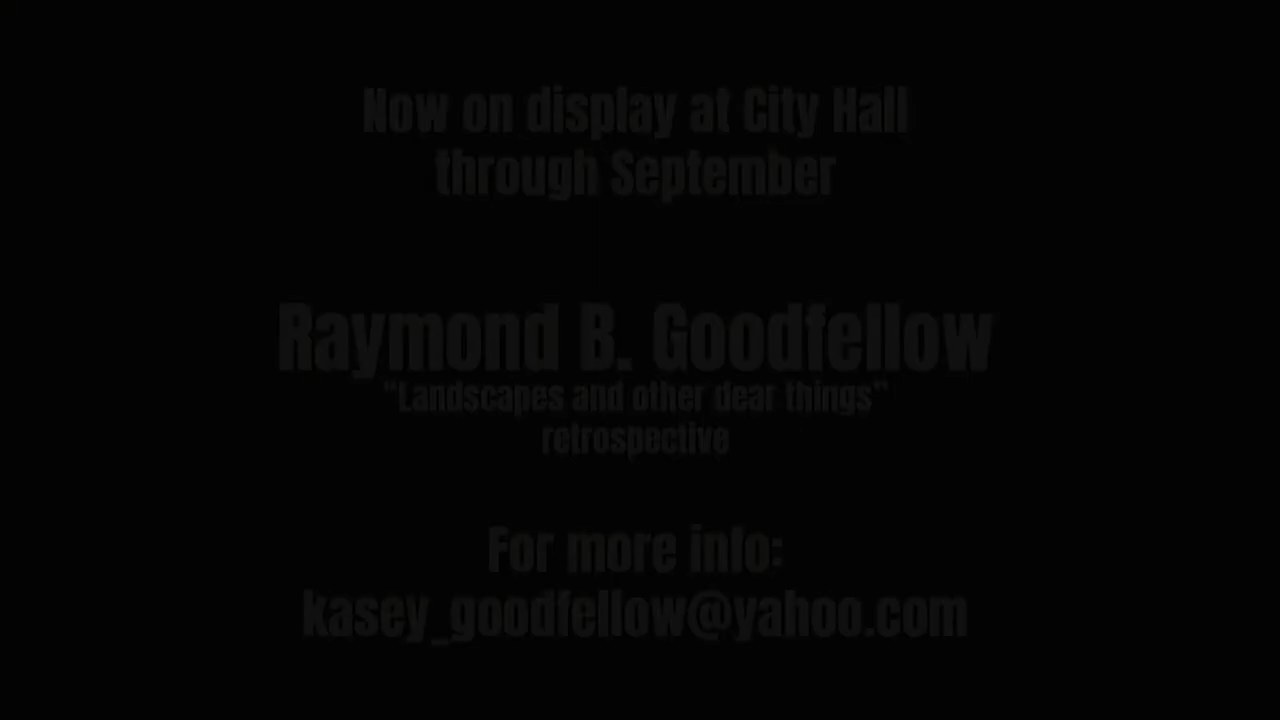 Now on display at City Hall
through September
Raymond B. Goodfellow
"Landscapes and other dear things"
retrospective
For more info:
kasey_goodfellow@yahoo.com